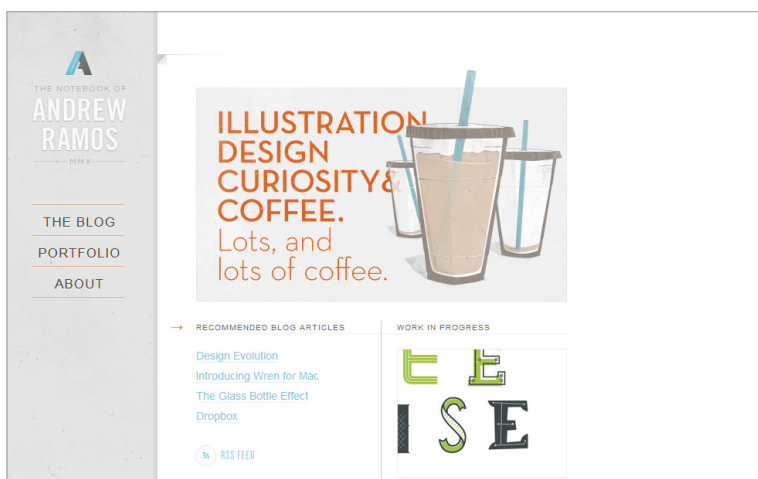 THE NOTEBOOK OF
ANDREW
RAMOS
MMX
THE BLOG
PORTFOLIO
ABOUT
ILLUSTRATION
DESIGN
CURIOSITY&
COFFEE.
Lots, and
lots of coffee.
RECOMMENDED BLOG ARTICLES
Design Evolution
Introducing Wren for Mac
The Glass Bottle Effect
Dropbox
RSS FEED
WORK IN PROGRESS
E E
I S E